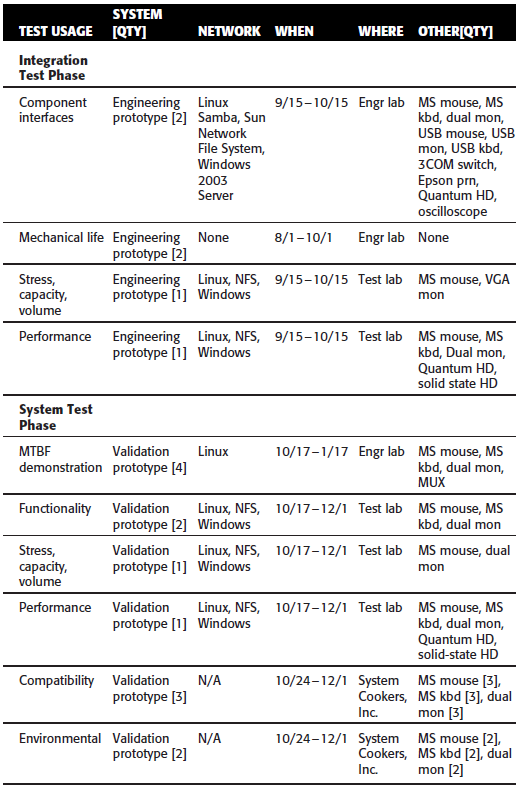 SYSTEM
TEST USAGE [QTY] NETWORK WHEN WHERE OTHER[QTY]
Integration
Test Phase
Component Engineering Linux 9/15–10/15 Engr lab MS mouse, MS
interfaces prototype [2] Samba, Sun kbd, dual mon,
Network USB mouse, USB
File System, mon, USB kbd,
Windows 3COM switch,
2003 Epson prn,
Server Quantum HD,
oscilloscope
Mechanical life Engineering None 8/1–10/1 Engr lab None
prototype [2]
Stress, Engineering Linux, NFS, 9/15–10/15 Test lab MS mouse, VGA
capacity, prototype [1] Windows mon
volume
Performance Engineering Linux, NFS, 9/15–10/15 Test lab MS mouse, MS
prototype [1] Windows kbd, Dual mon,
Quantum HD,
solid state HD
System Test
Phase
MTBF Validation Linux 10/17–1/17 Engr lab MS mouse, MS
demonstration prototype [4] kbd, dual mon,
MUX
Functionality Validation Linux, NFS, 10/17–12/1 Test lab MS mouse, MS
prototype [2] Windows kbd, dual mon
Stress, Validation Linux, NFS, 10/17–12/1 Test lab MS mouse, dual
capacity, prototype [1] Windows mon
volume
Performance Validation Linux, NFS, 10/17–12/1 Test lab MS mouse, MS
prototype [1] Windows kbd, dual mon,
Quantum HD,
solid-state HD
Compatibility Validation N/A 10/24–12/1 System MS mouse [3],
prototype [3] Cookers, MS kbd [3], dual
Inc. mon [3]
Environmental Validation N/A 10/24–12/1 System MS mouse [2],
prototype [2] Cookers, MS kbd [2], dual
Inc. mon [2]